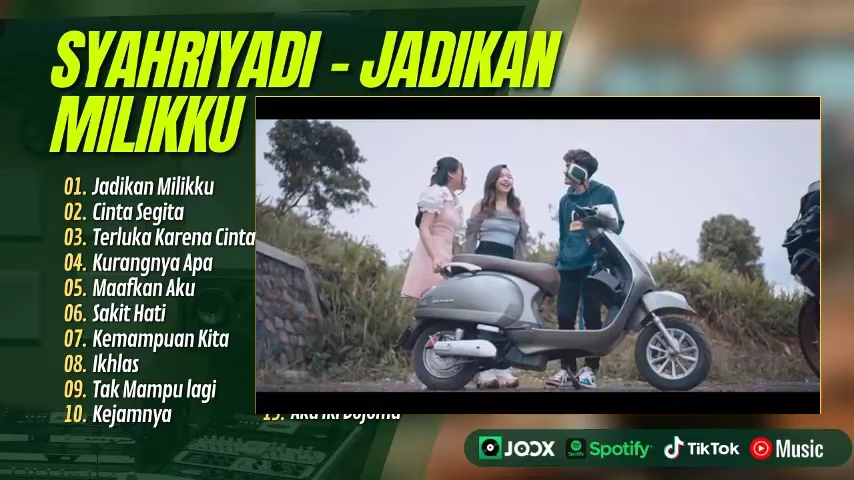 SYAHRIYADI - JADIKAN
MILIKKU
01. Jadikan Milikku
02. Cinta Segita
03. Terluka Karena Cinta
04. Kurangnya Apa
05. Maafkan Aku
06. Sakit Hati
07. Kemampuan Kita
08. Ikhlas
09. Tak Mampu lagi
10. Kejamnya
JOOX Spotify Spotify TikTok Music